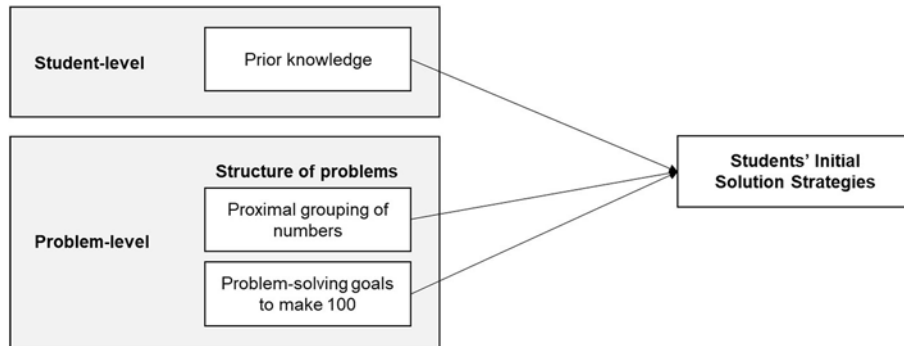 Student-level
Prior knowledge
Problem-level
Structure of problems
Proximal grouping of
numbers
Problem-solving goals
to make 100
Students' Initial
Solution Strategies